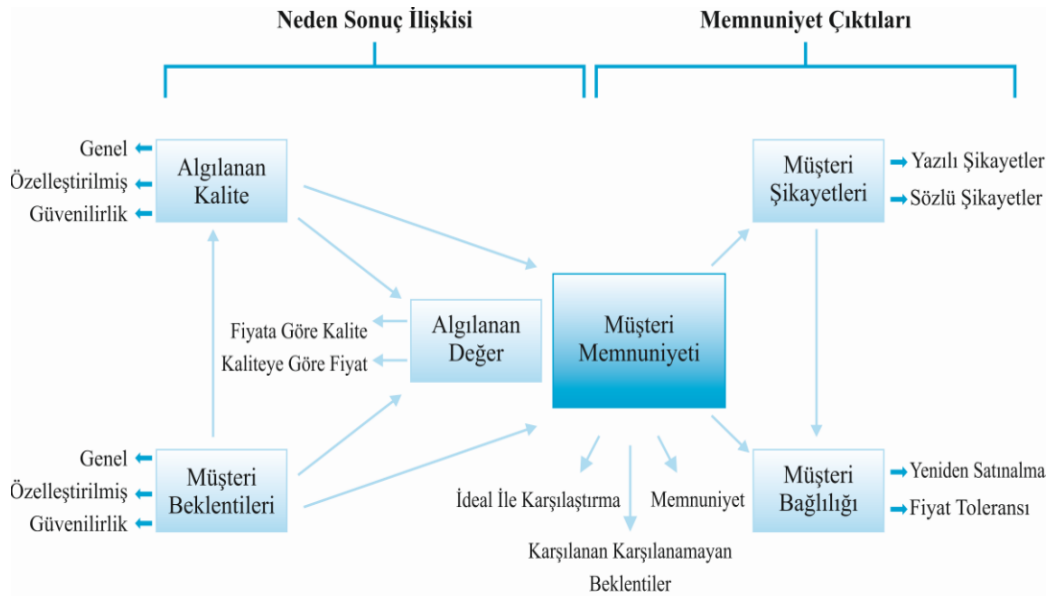 Neden Sonuç İlişkisi
Memnuniyet Çıktıları
Genel
Özelleştirilmiş
Güvenilirlik
Algılanan
Kalite
Müşteri
Şikayetleri
Yazılı Şikayetler
Sözlü Şikayetler
Fiyata Göre Kalite
Kaliteye Göre Fiyat
Algılanan
Değer
Müşteri
Memnuniyeti
Genel
Özelleştirilmiş
Güvenilirlik
Müşteri
Beklentileri
İdeal İle Karşılaştırma
Memnuniyet
Karşılanan Karşılanamayan
Beklentiler
Müşteri
Bağlılığı
Yeniden Satınalma
Fiyat Toleransı